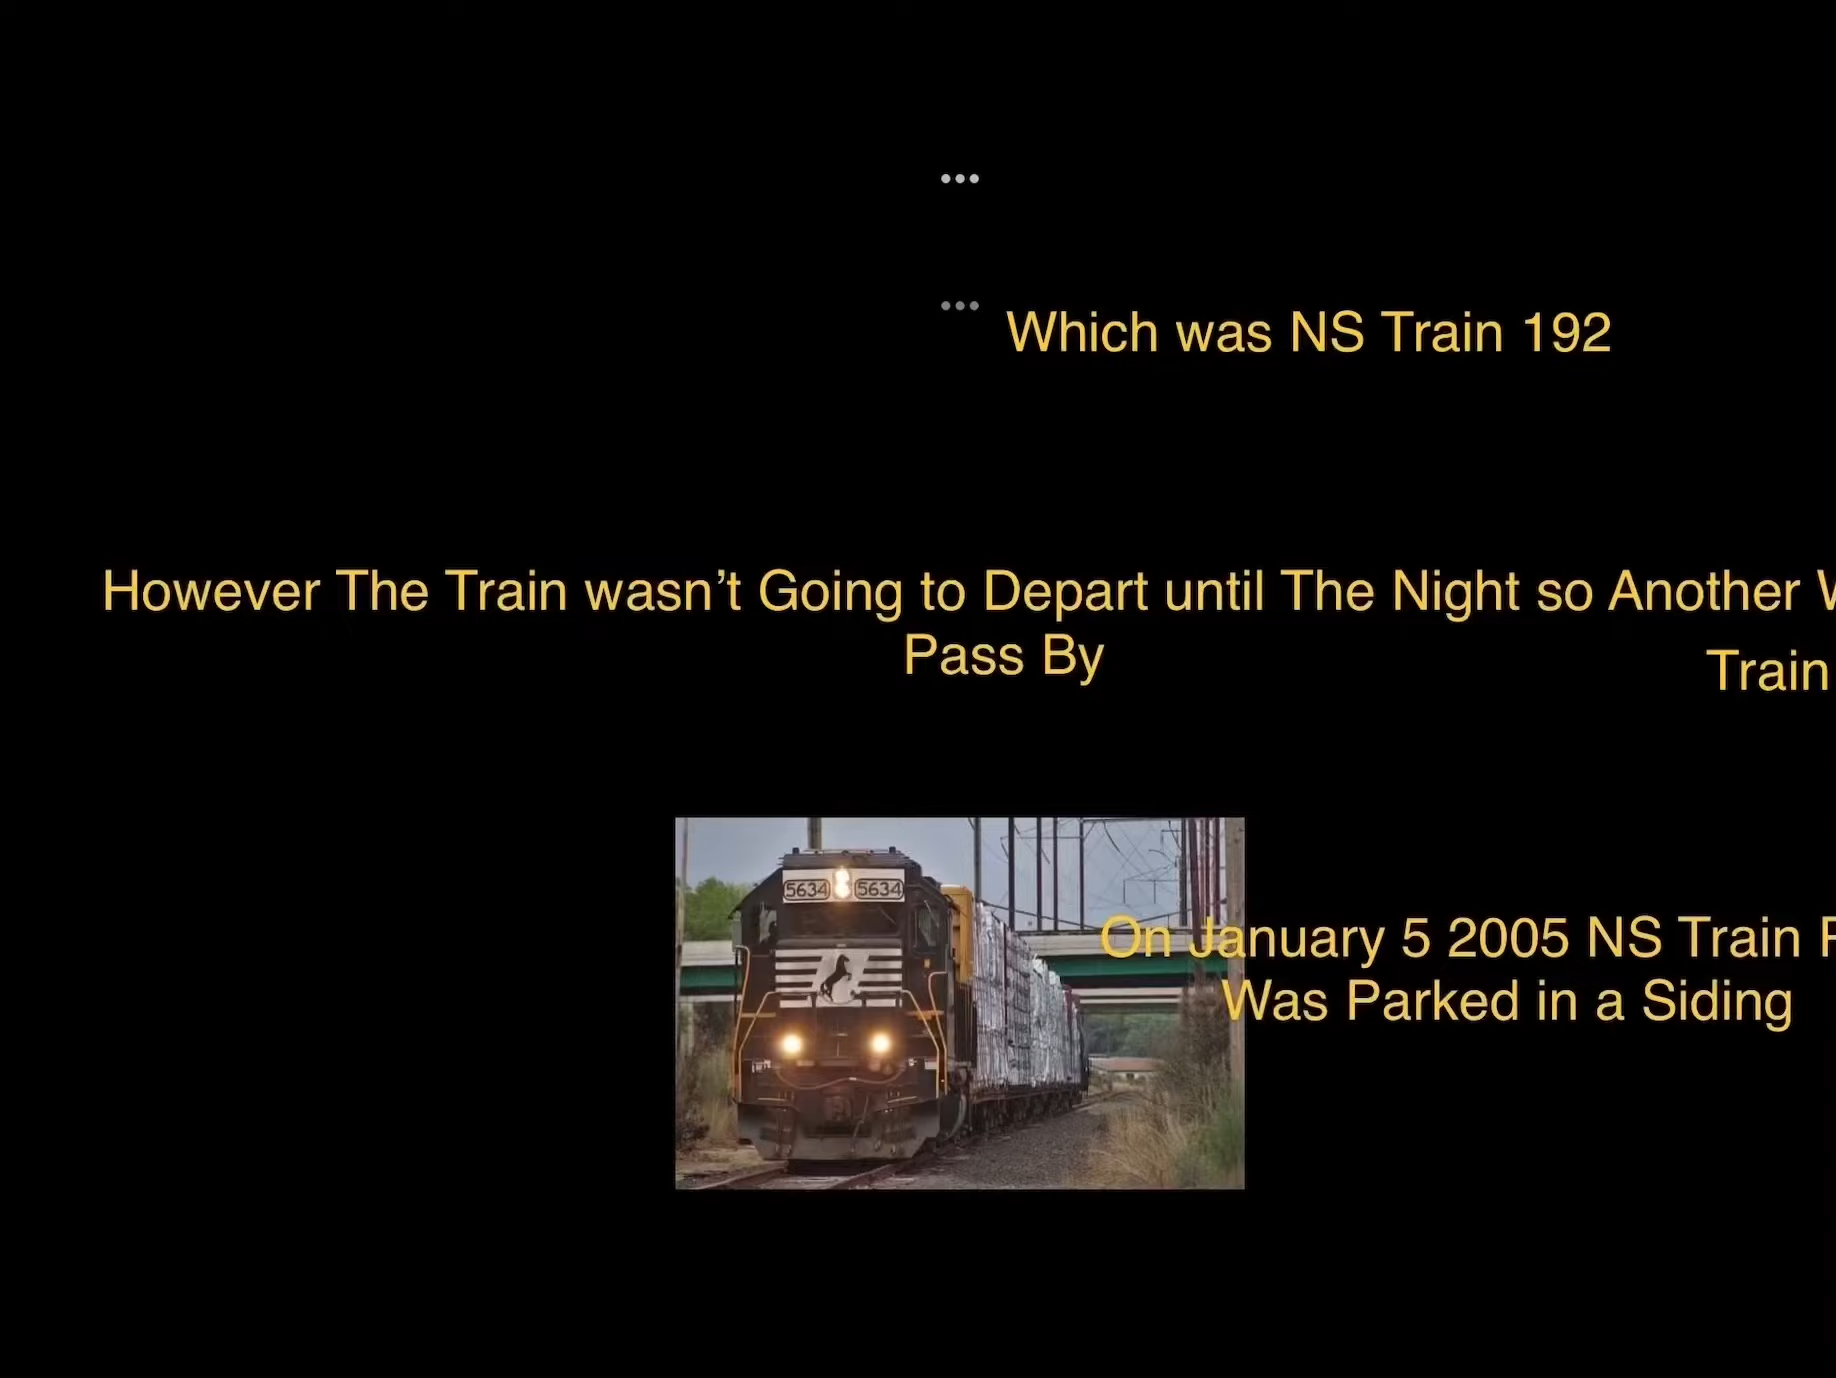 Which was NS Train 192
However The Train wasn’t Going to Depart until The Night so Another
Pass By
Train
5634 5634
On January 5 2005 NS Train
Was Parked in a Siding